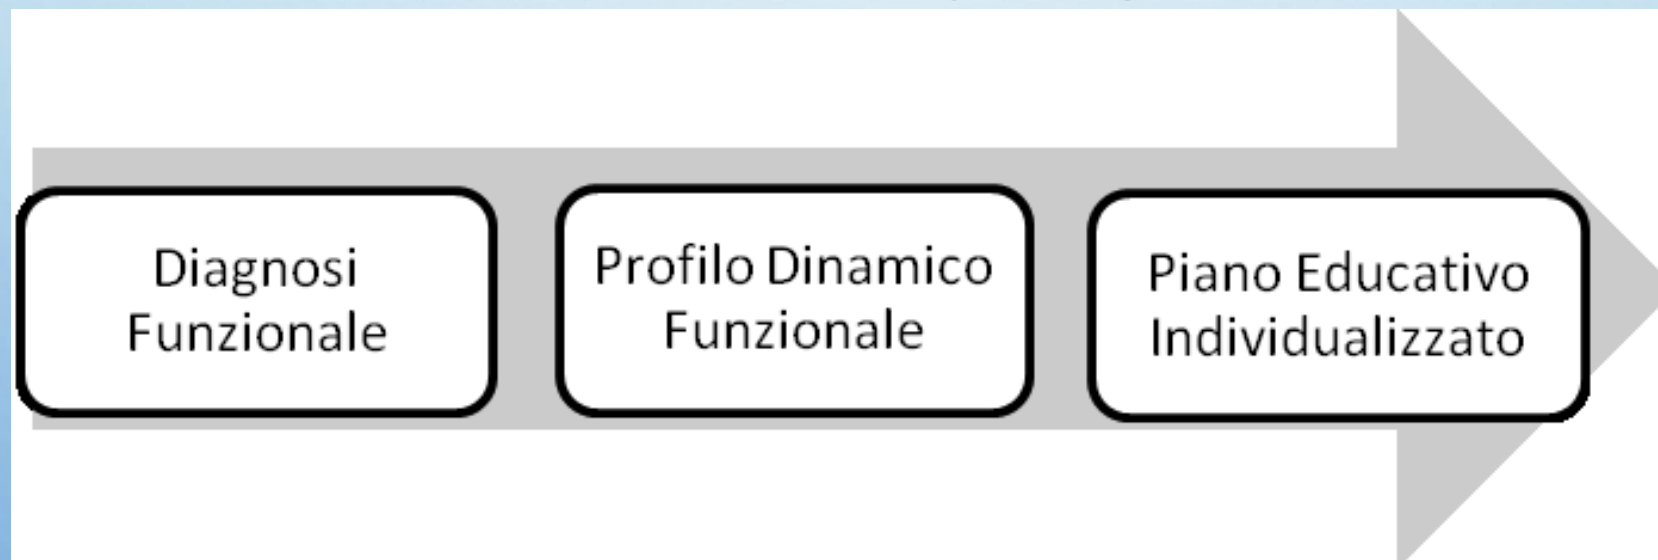 Diagnosi
Funzionale
Profilo Dinamico
Funzionale
Piano Educativo
Individualizzato